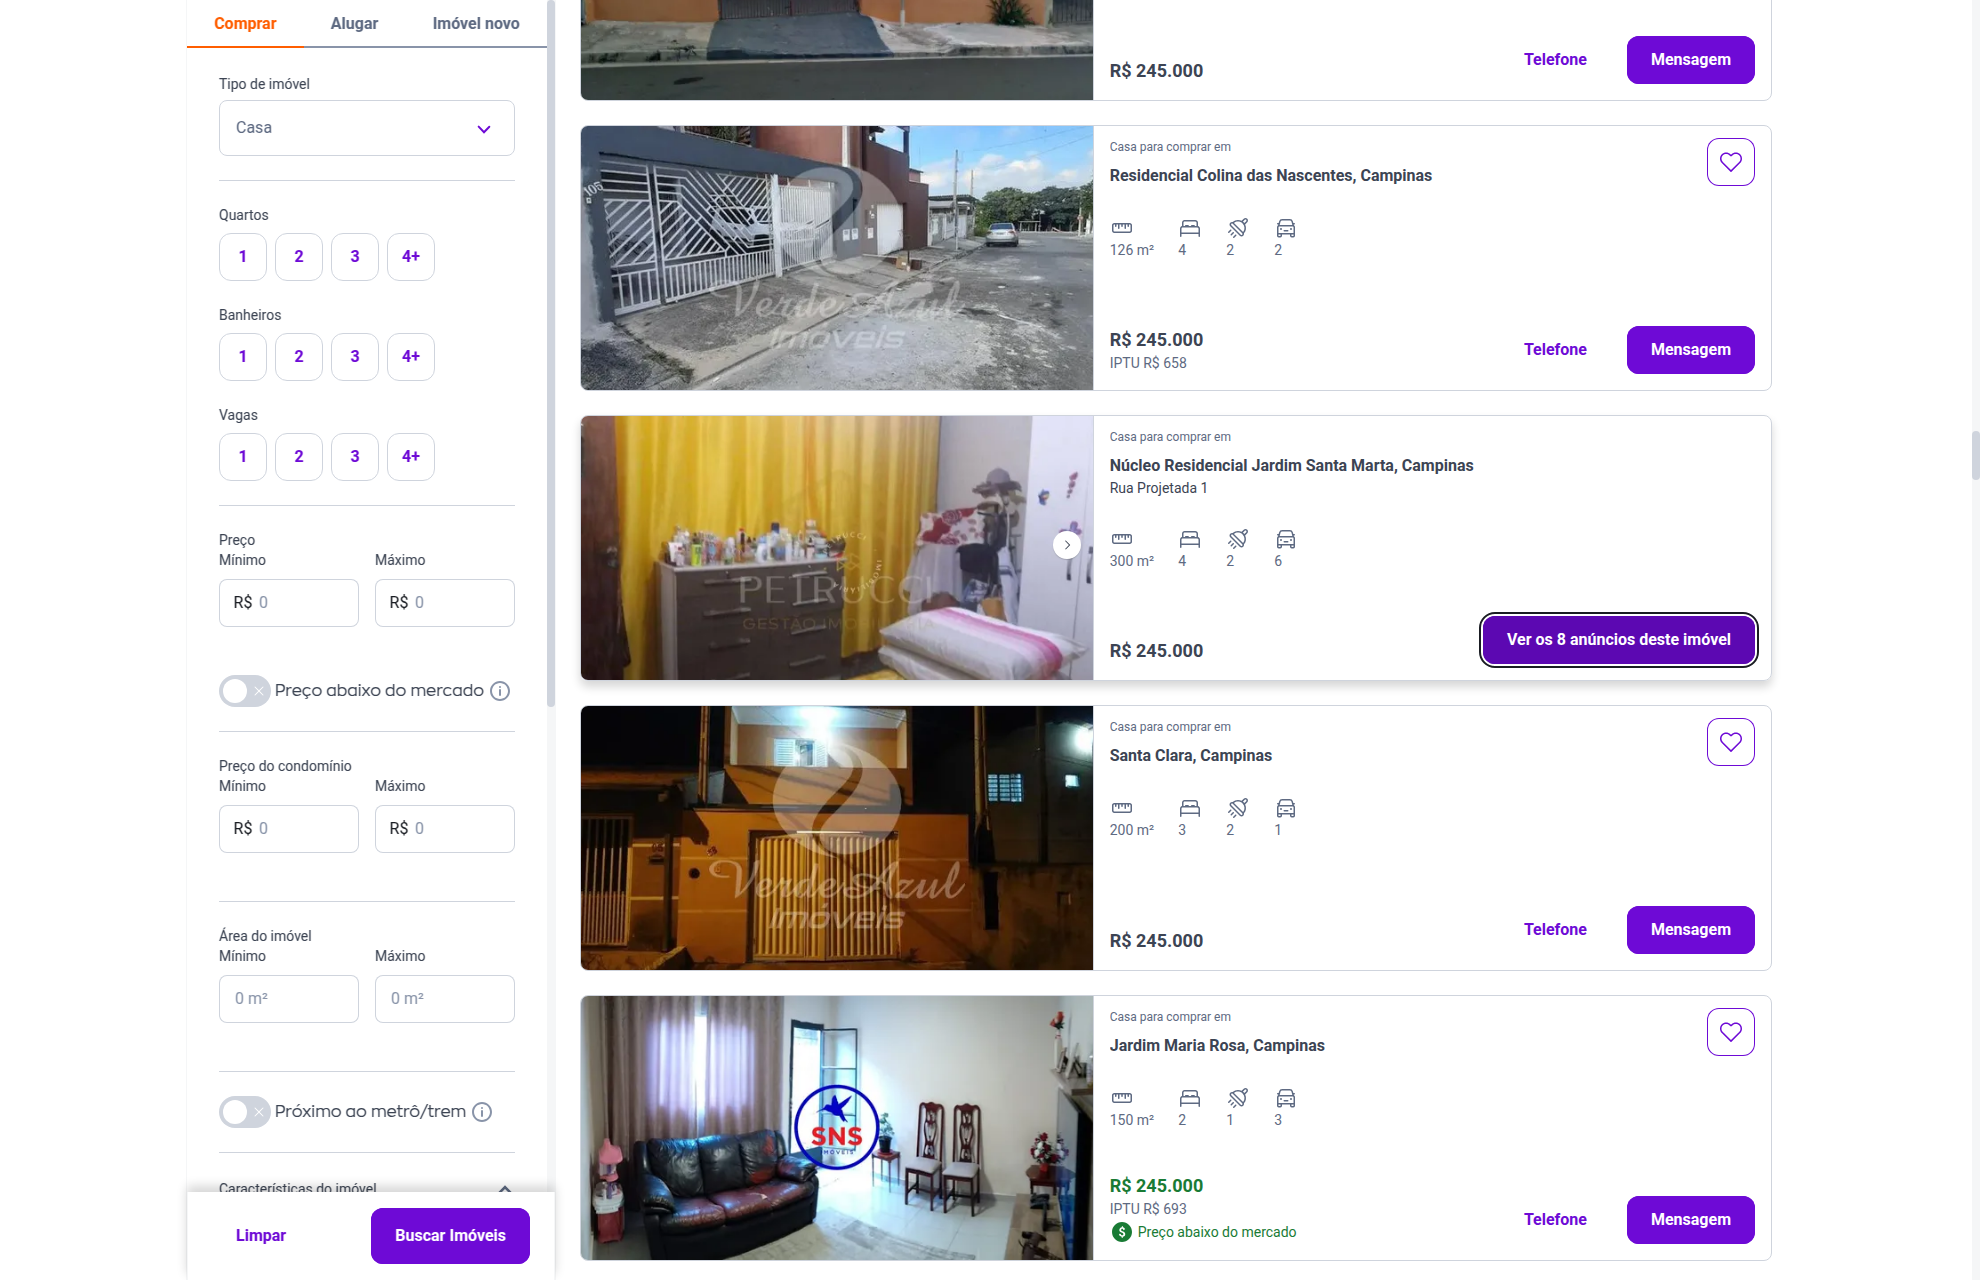 Comprar
Alugar
Imóvel novo
Tipo de imóvel
Casa
Quartos
1
2
3
4+
Banheiros
1
2
3
4+
Vagas
1
2
3
4+
Preço
Mínimo
Máximo
R$ 0
R$ 0
Preço abaixo do mercado
Preço do condomínio
Mínimo
Máximo
R$ 0
R$ 0
Área do imóvel
Mínimo
Máximo
0 m²
0 m²
Próximo ao metrô/trem
Características do imóvel
Limpar
Buscar Imóveis
R$ 245.000
Telefone
Mensagem
105
Verde Azul
imóveis
Casa para comprar em
Residencial Colina das Nascentes, Campinas
126 m²
4
2
2
R$ 245.000
IPTU R$ 658
Telefone
Mensagem
PETRUCCI
GESTÃO IMOBILIÁRIA
Casa para comprar em
Núcleo Residencial Jardim Santa Marta, Campinas
Rua Projetada 1
300 m²
4
2
6
R$ 245.000
Ver os 8 anúncios deste imóvel
Verde Azul
imóveis
Casa para comprar em
Santa Clara, Campinas
200 m²
3
2
1
R$ 245.000
Telefone
Mensagem
SNS
IMÓVEIS
Casa para comprar em
Jardim Maria Rosa, Campinas
150 m²
2
1
3
R$ 245.000
IPTU R$ 693
Preço abaixo do mercado
Telefone
Mensagem